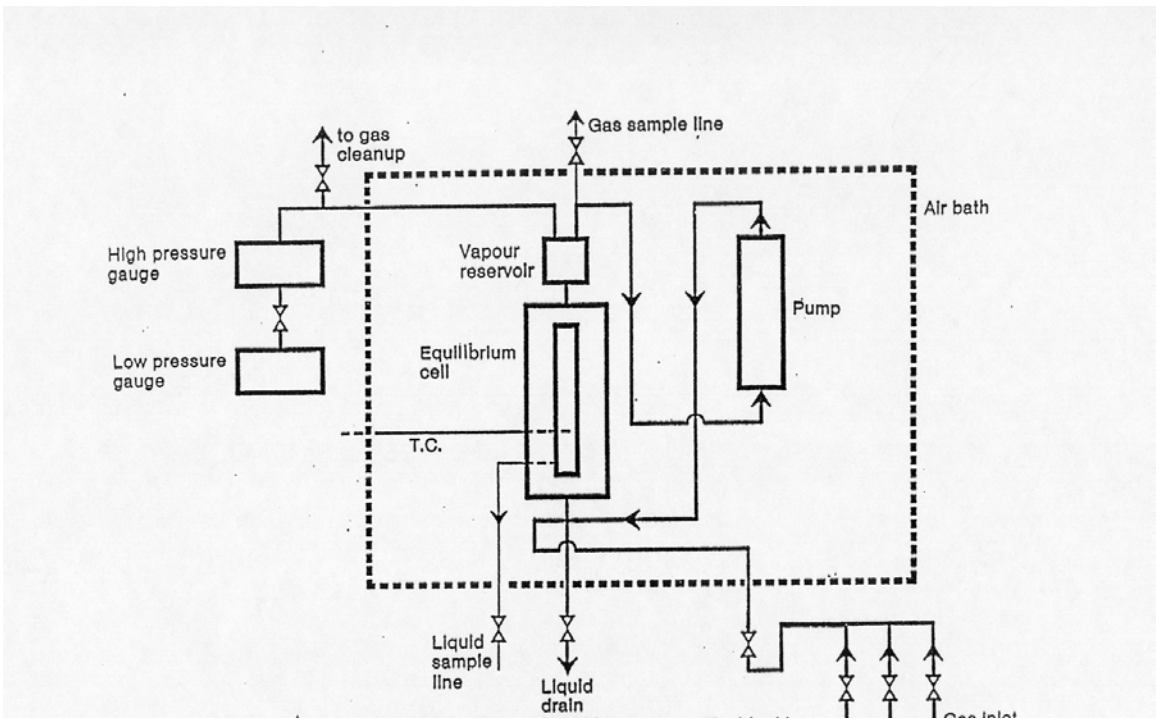 to gas
cleanup
Gas sample line
Air bath
High pressure
gauge
Vapour
reservoir
Pump
Low pressure
gauge
Equilibrium
cell
T.C.
Liquid
sample
line
Liquid
drain
Gas inlet